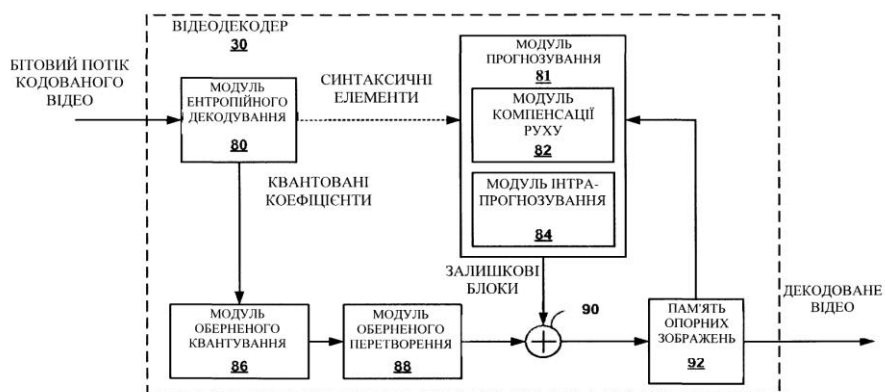 ВІДЕОДЕКОДЕР
30
БІТОВИЙ ПОТІК
КОДОВАНОГО
ВІДЕО
МОДУЛЬ
ЕНТРОПІЙНОГО
ДЕКОДУВАННЯ
80
СИНТАКСИЧНІ
ЕЛЕМЕНТИ
МОДУЛЬ
ПРОГНОЗУВАННЯ
81
МОДУЛЬ
КОМПЕНСАЦІЇ
РУХУ
82
МОДУЛЬ ІНТРА-
ПРОГНОЗУВАННЯ
84
КВАНТОВАНІ
КОЕФІЦІЄНТИ
ЗАЛИШКОВІ
БЛОКИ
МОДУЛЬ
ОБЕРНЕНОГО
КВАНТУВАННЯ
86
МОДУЛЬ
ОБЕРНЕНОГО
ПЕРЕТВОРЕННЯ
88
90
ПАМ'ЯТЬ
ОПОРНИХ
ЗОБРАЖЕНЬ
92
ДЕКОДОВАНЕ
ВІДЕО